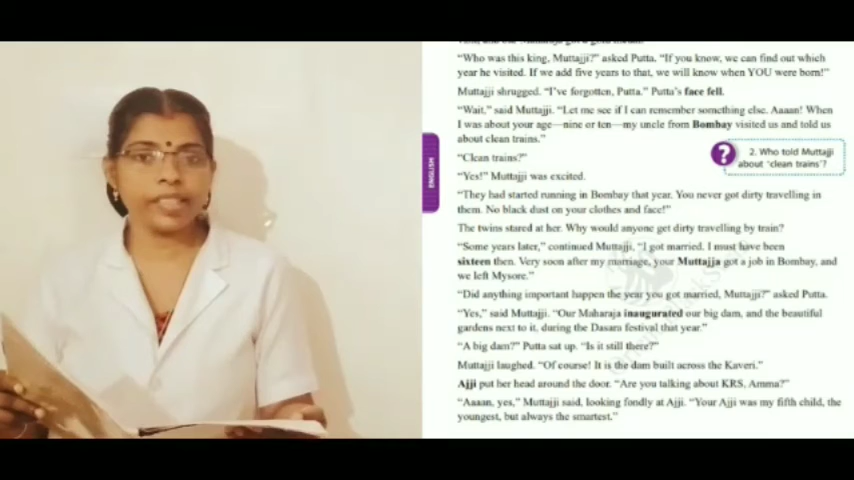 "Who was this king, Muttajji?" asked Putta. "If you know, we can find out which
year he visited. If we add five years to that, we will know when YOU were born!"
Muttajji shrugged. "I've forgotten, Putta." Putta's face fell.
"Wait," said Muttajji. "Let me see if I can remember something else. Aaaan! When
I was about your age—nine or ten—my uncle from Bombay visited us and told us
about clean trains."
2. Who told Muttajji
about "clean trains"?
?
ENGLISH
"Clean trains?"
"Yes!" Muttajji was excited.
"They had started running in Bombay that year. You never got dirty travelling in
them. No black dust on your clothes and face!"
The twins stared at her. Why would anyone get dirty travelling by train?
"Some years later," continued Muttajji, "I got married. I must have been
sixteen then. Very soon after my marriage, your Muttajja got a job in Bombay, and
we left Mysore."
"Did anything important happen the year you got married, Muttajji?" asked Putta.
"Yes," said Muttajji. "Our Maharaja inaugurated our big dam, and the beautiful
gardens next to it, during the Dasara festival that year."
"A big dam?" Putta sat up. "Is it still there?"
Muttajji laughed. "Of course! It is the dam built across the Kaveri."
Ajji put her head around the door. "Are you talking about KRS, Amma?"
"Aaaan, yes," Muttajji said, looking fondly at Ajji. "Your Ajji was my fifth child, the
youngest, but always the smartest."